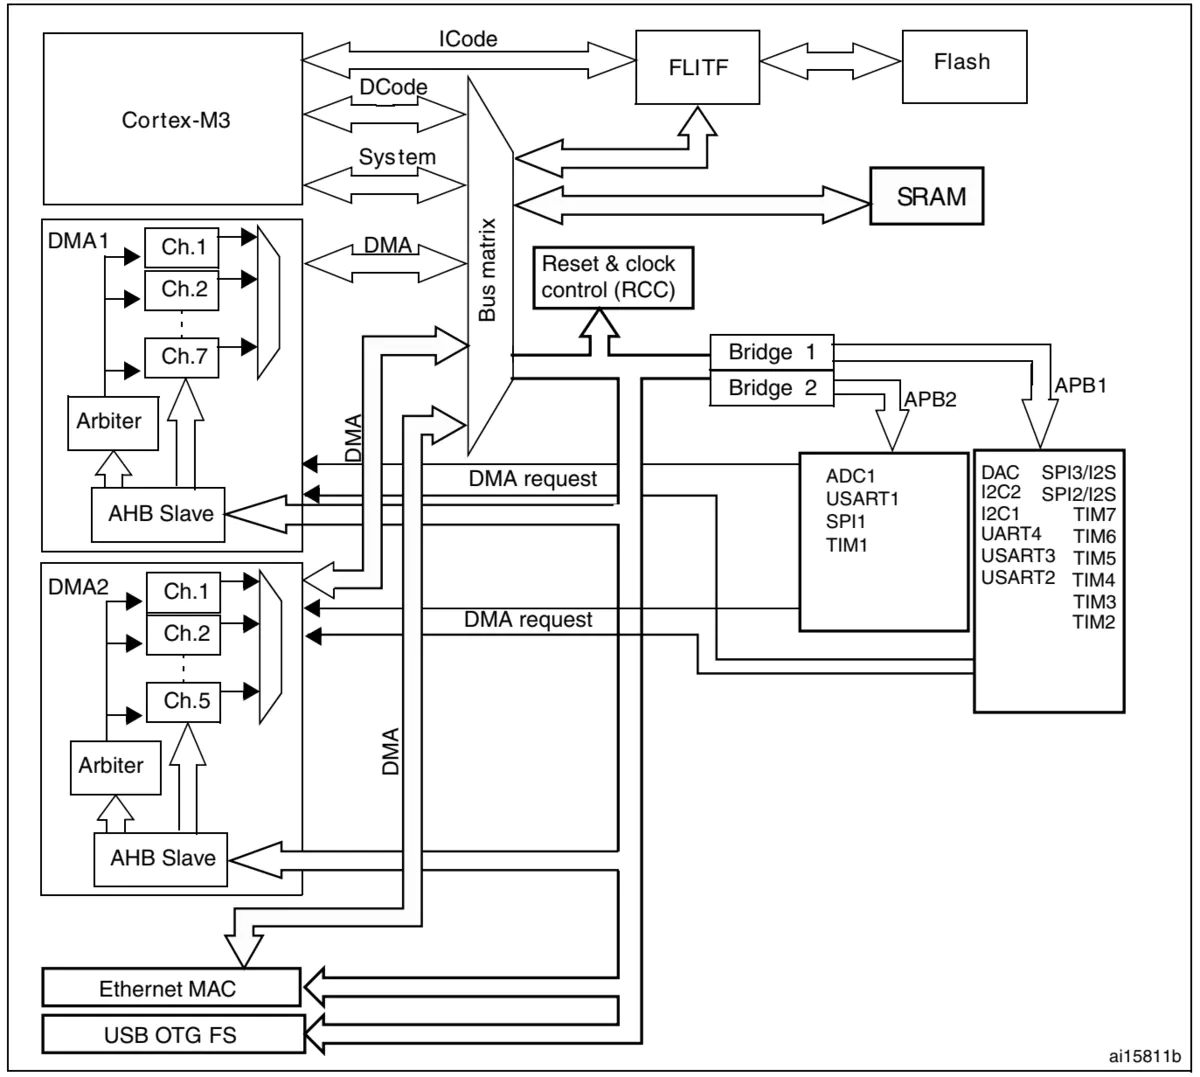 ICode
FLITF
Flash
Cortex-M3
DCode
System
SRAM
DMA1
Ch.1
Ch.2
Ch.7
Arbiter
AHB Slave
DMA
Bus matrix
Reset & clock
control (RCC)
Bridge 1
Bridge 2
APB2
APB1
DMA
DMA request
ADC1
USART1
SPI1
TIM1
DAC SPI3/I2S
I2C2 SPI2/I2S
I2C1 TIM7
UART4 TIM6
USART3 TIM5
USART2 TIM4
TIM3
TIM2
DMA2
Ch.1
Ch.2
Ch.5
Arbiter
AHB Slave
DMA request
DMA
Ethernet MAC
USB OTG FS
ai15811b